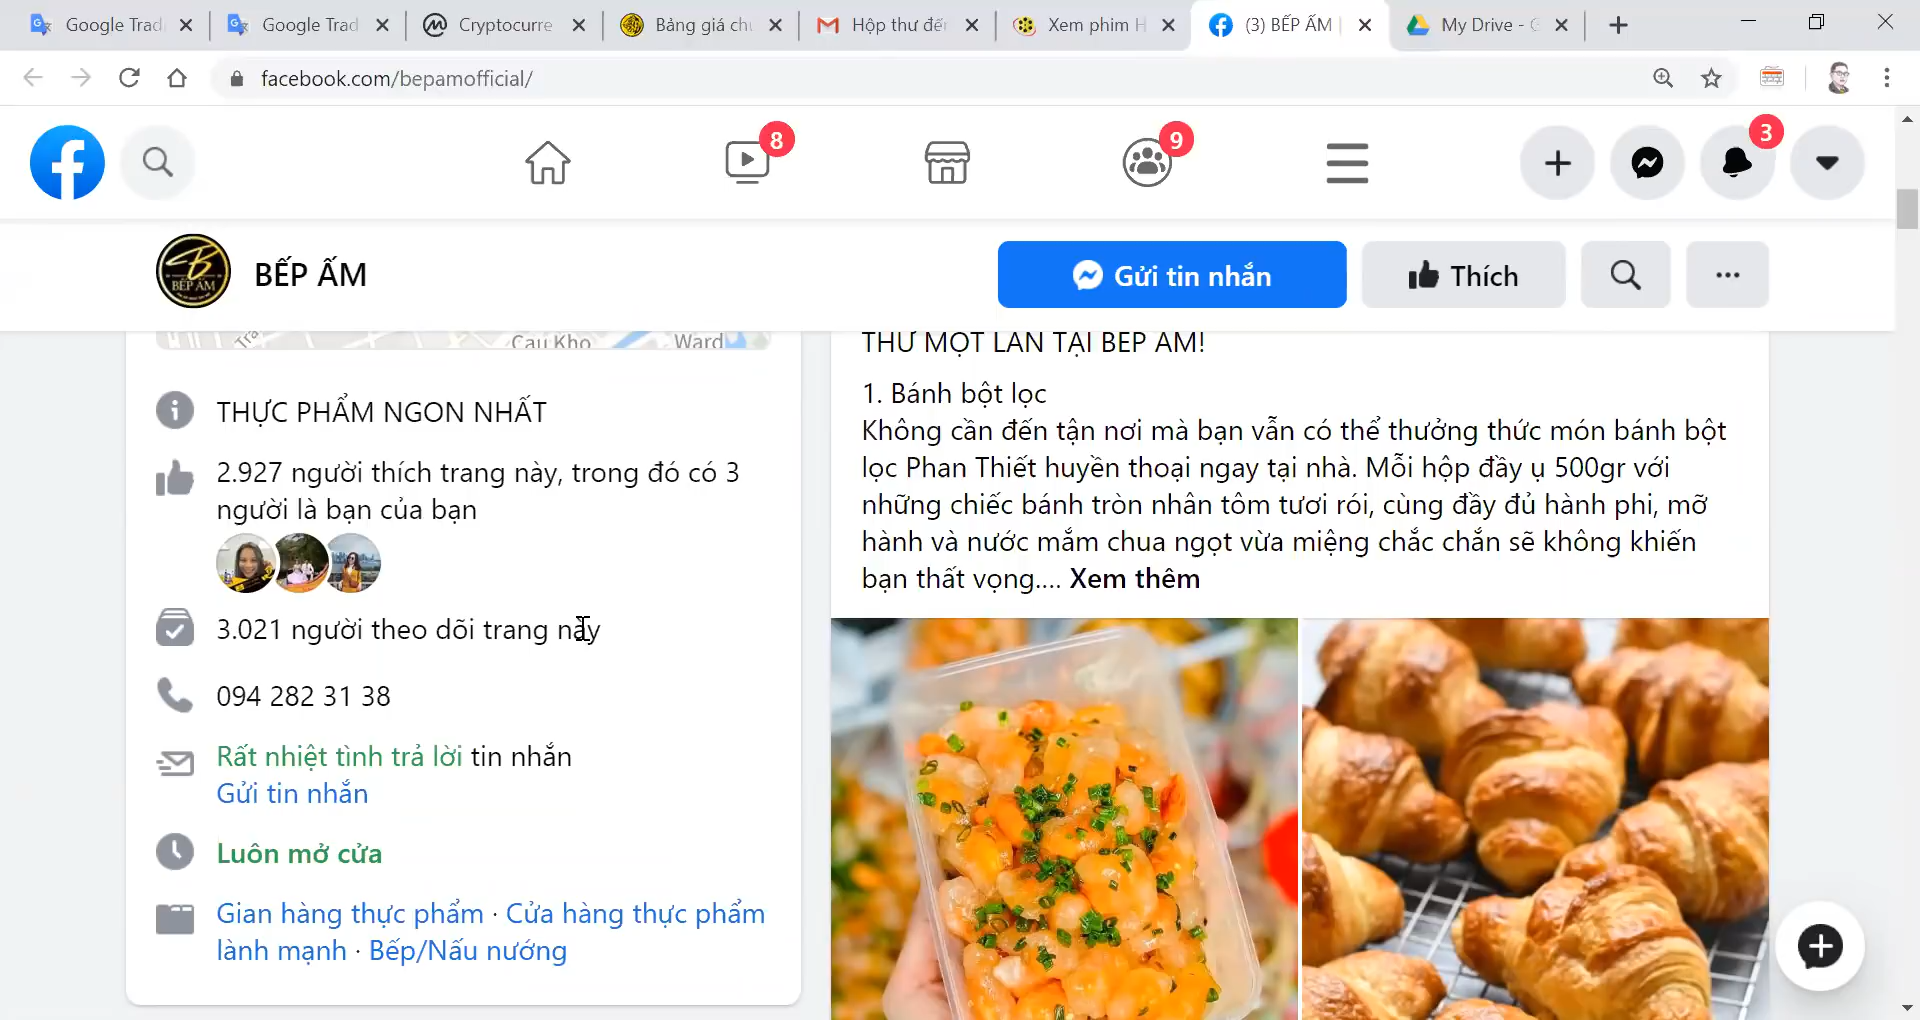 Google Trad
Google Trad
Cryptocurre
Bảng giá chu
Hộp thư đến
Xem phim H
(3) BẾP ẤM |
My Drive - G
facebook.com/bepamofficial/
8
9
3
BẾP ẤM
BẾP ẤM
Gửi tin nhắn
Thích
Cau Kho
Ward
THỰC PHẨM NGON NHẤT
2.927 người thích trang này, trong đó có 3
người là bạn của bạn
3.021 người theo dõi trang này
094 282 31 38
Rất nhiệt tình trả lời tin nhắn
Gửi tin nhắn
Luôn mở cửa
Gian hàng thực phẩm · Cửa hàng thực phẩm
lành mạnh · Bếp/Nấu nướng
THỬ MỘT LẦN TẠI BẾP ẤM!
1. Bánh bột lọc
Không cần đến tận nơi mà bạn vẫn có thể thưởng thức món bánh bột
lọc Phan Thiết huyền thoại ngay tại nhà. Mỗi hộp đầy ụ 500gr với
những chiếc bánh tròn nhân tôm tươi rói, cùng đầy đủ hành phi, mỡ
hành và nước mắm chua ngọt vừa miệng chắc chắn sẽ không khiến
bạn thất vọng.... Xem thêm